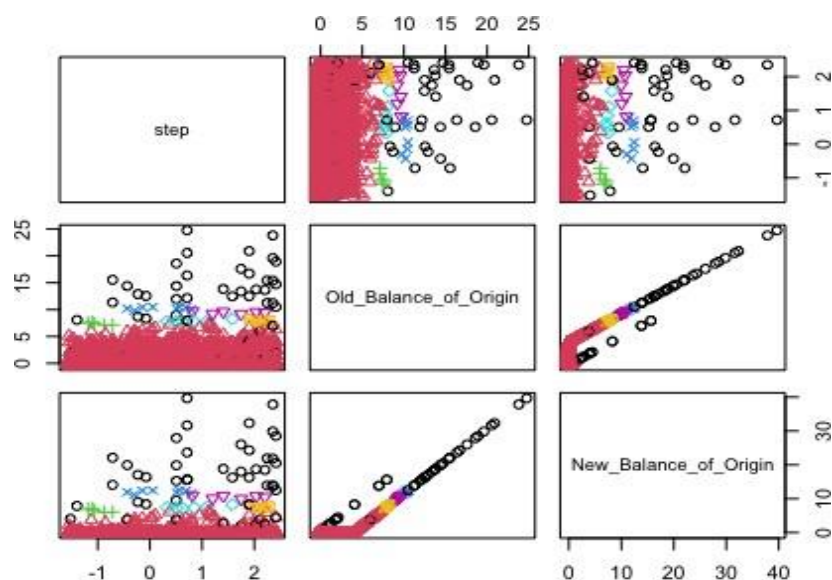 0 5 10 15 20 25
step
-1 0 1 2
0 5 15 25
Old_Balance_of_Origin
New_Balance_of_Origin
0 10 30
-1 0 1 2
0 10 20 30 40